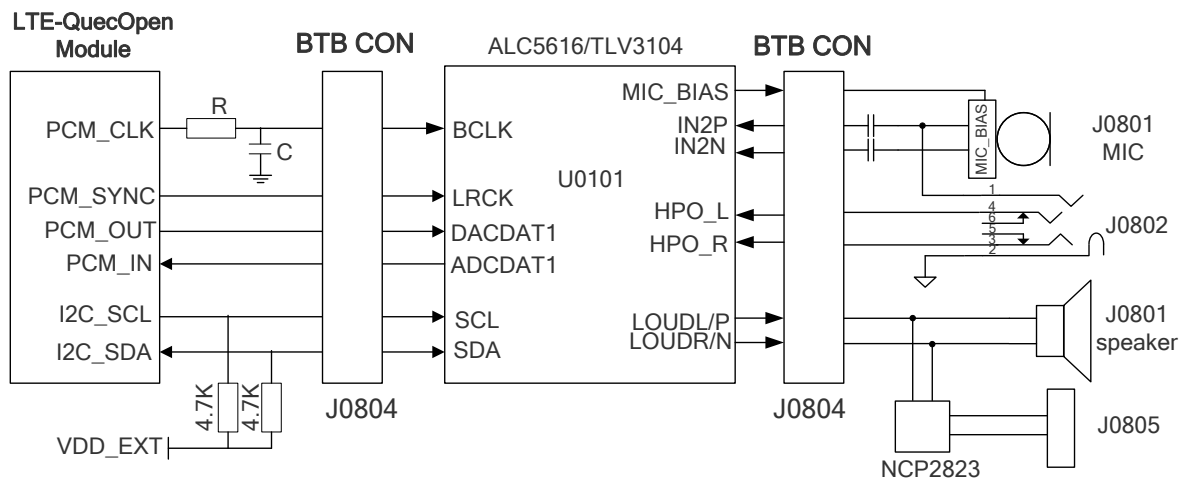 LTE-QuecOpen
Module
BTB CON
ALC5616/TLV3104
BTB CON
PCM_CLK
R
C
BCLK
MIC_BIAS
IN2P
IN2N
MIC_BIAS
J0801
MIC
U0101
PCM_SYNC
LRCK
PCM_OUT
DACDAT1
PCM_IN
ADCDAT1
HPO_L
HPO_R
1
4
6
5
3
2
J0802
I2C_SCL
SCL
I2C_SDA
SDA
LOUDL/P
LOUDR/N
J0801
speaker
4.7K
4.7K
VDD_EXT
J0804
J0804
NCP2823
J0805